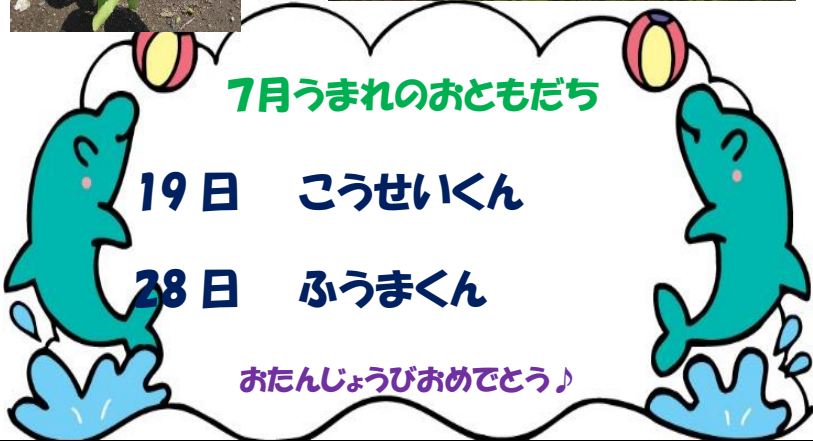 7月うまれのおともだち
19日　こうせいくん
28日　ふうまくん
おたんじょうびおめでとう♪